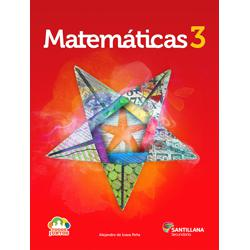 Matemáticas 3
Alejandro de Icaza Peña
SANTILLANA
Secundaria